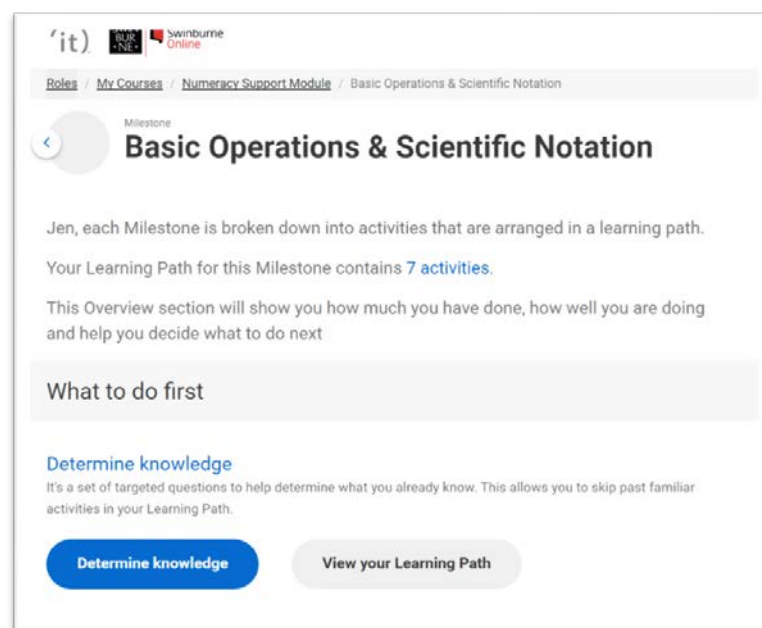 'it)
BUR
·NE·
Swinburne
Online
Roles / My Courses / Numeracy Support Module / Basic Operations & Scientific Notation
Milestone
Basic Operations & Scientific Notation
Jen, each Milestone is broken down into activities that are arranged in a learning path.
Your Learning Path for this Milestone contains 7 activities.
This Overview section will show you how much you have done, how well you are doing
and help you decide what to do next
What to do first
Determine knowledge
It's a set of targeted questions to help determine what you already know. This allows you to skip past familiar
activities in your Learning Path.
Determine knowledge
View your Learning Path